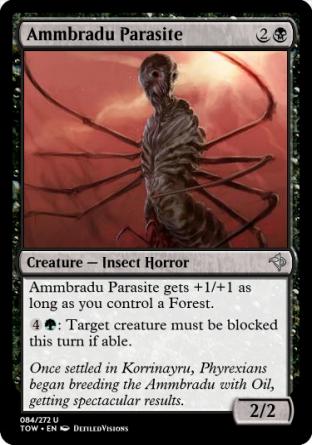 Ammbradu Parasite 2
Creature — Insect Horror
Ammbradu Parasite gets +1/+1 as
long as you control a Forest.
4: Target creature must be blocked
this turn if able.
Once settled in Korrinayru, Phyrexians
began breeding the Ammbradu with Oil,
getting spectacular results.
2/2
084/272 U
TOW • EN DefiledVisions